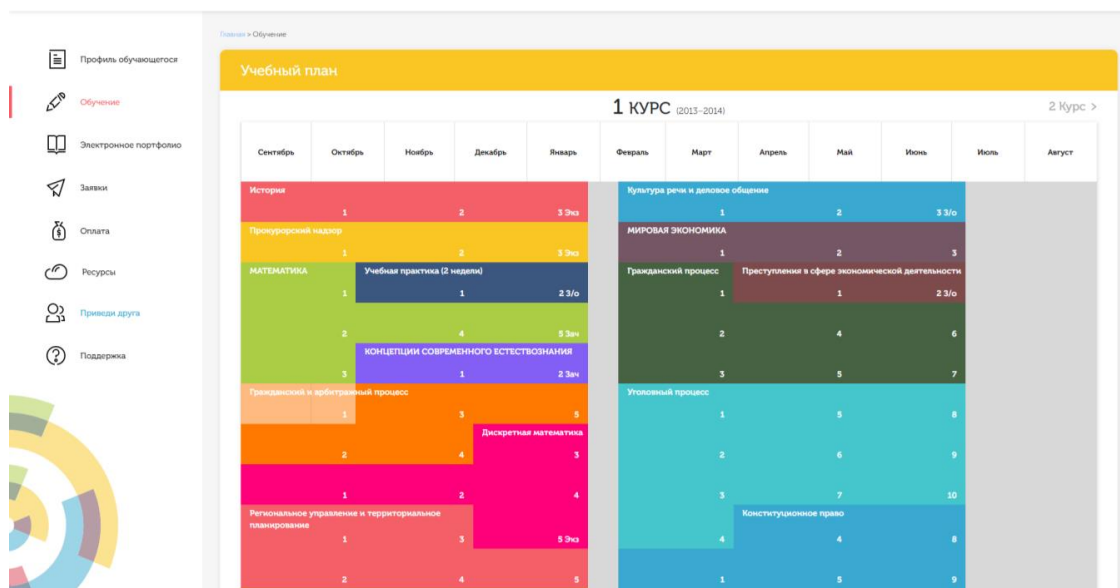 Главная > Обучение
Профиль обучающегося
Обучение
Электронное портфолио
Заявки
Оплата
Ресурсы
Приведи друга
Поддержка
Учебный план
1 КУРС (2013–2014)
2 Курс >
Сентябрь Октябрь Ноябрь Декабрь Январь Февраль Март Апрель Май Июнь Июль Август
История Культура речи и деловое общение
1 2 3 Экз 1 2 3 З/о
Прокурорский надзор МИРОВАЯ ЭКОНОМИКА
1 2 3 Экз 1 2 3
МАТЕМАТИКА Учебная практика (2 недели) Гражданский процесс Преступления в сфере экономической деятельности
1 1 2 З/о 1 1 2 З/о
2 4 5 Зач 2 4 6
КОНЦЕПЦИИ СОВРЕМЕННОГО ЕСТЕСТВОЗНАНИЯ
3 1 2 Зач 3 5 7
Гражданский и арбитражный процесс Уголовный процесс
1 3 5 1 5 8
Дискретная математика
2 4 3 2 6 9
1 2 4 3 7 10
Региональное управление и территориальное Конституционное право
планирование
1 3 5 Экз 4 4 8
2 4 5 1 5 9